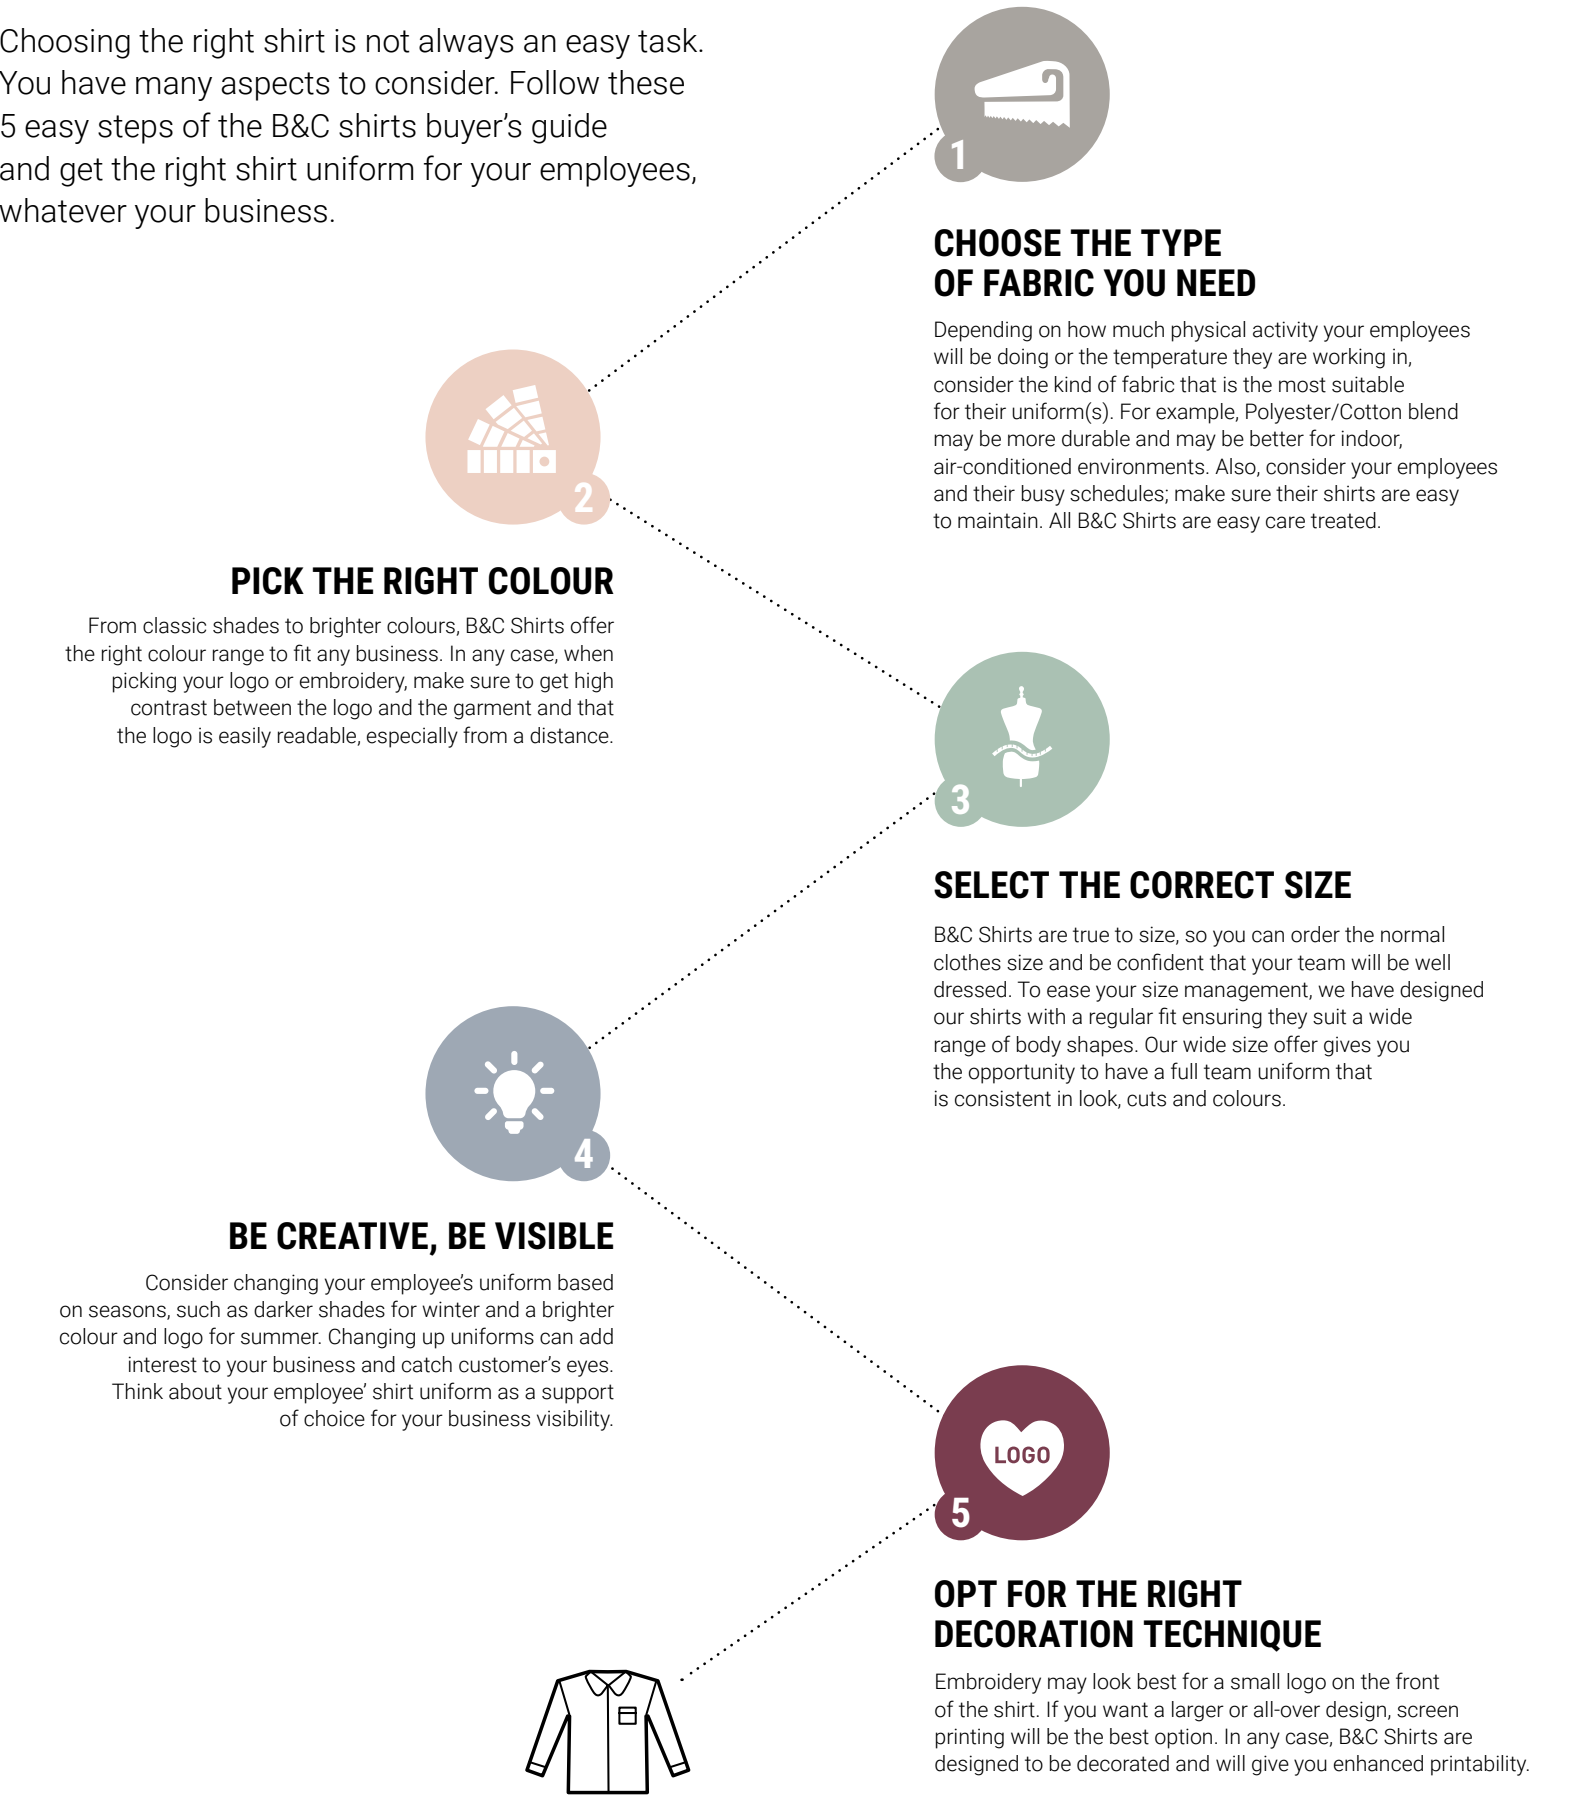 Choosing the right shirt is not always an easy task.
You have many aspects to consider. Follow these
5 easy steps of the B&C shirts buyer's guide
and get the right shirt uniform for your employees,
whatever your business.
1
CHOOSE THE TYPE
OF FABRIC YOU NEED
Depending on how much physical activity your employees
will be doing or the temperature they are working in,
consider the kind of fabric that is the most suitable
for their uniform(s). For example, Polyester/Cotton blend
may be more durable and may be better for indoor,
air-conditioned environments. Also, consider your employees
and their busy schedules; make sure their shirts are easy
to maintain. All B&C Shirts are easy care treated.
2
PICK THE RIGHT COLOUR
From classic shades to brighter colours, B&C Shirts offer
the right colour range to fit any business. In any case, when
picking your logo or embroidery, make sure to get high
contrast between the logo and the garment and that
the logo is easily readable, especially from a distance.
3
SELECT THE CORRECT SIZE
B&C Shirts are true to size, so you can order the normal
clothes size and be confident that your team will be well
dressed. To ease your size management, we have designed
our shirts with a regular fit ensuring they suit a wide
range of body shapes. Our wide size offer gives you
the opportunity to have a full team uniform that
is consistent in look, cuts and colours.
4
BE CREATIVE, BE VISIBLE
Consider changing your employee's uniform based
on seasons, such as darker shades for winter and a brighter
colour and logo for summer. Changing up uniforms can add
interest to your business and catch customer's eyes.
Think about your employee' shirt uniform as a support
of choice for your business visibility.
LOGO
5
OPT FOR THE RIGHT
DECORATION TECHNIQUE
Embroidery may look best for a small logo on the front
of the shirt. If you want a larger or all-over design, screen
printing will be the best option. In any case, B&C Shirts are
designed to be decorated and will give you enhanced printability.